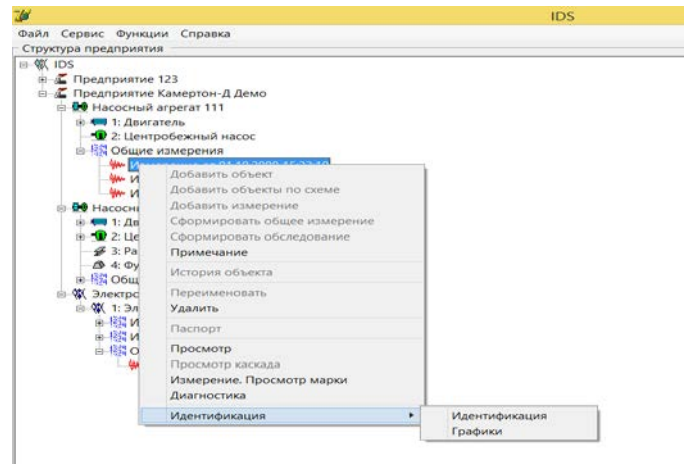 IDS
Файл Сервис Функции Справка
Структура предприятия
IDS
Предприятие 123
Предприятие Камертон-Д Демо
Насосный агрегат 111
1: Двигатель
2: Центробежный насос
Общие измерения
Добавить объект
Добавить объекты по схеме
Добавить измерение
Сформировать общее измерение
Сформировать обследование
Примечание
История объекта
Переименовать
Удалить
Паспорт
Просмотр
Просмотр каскада
Измерение. Просмотр марки
Диагностика
Идентификация
Идентификация
Графики